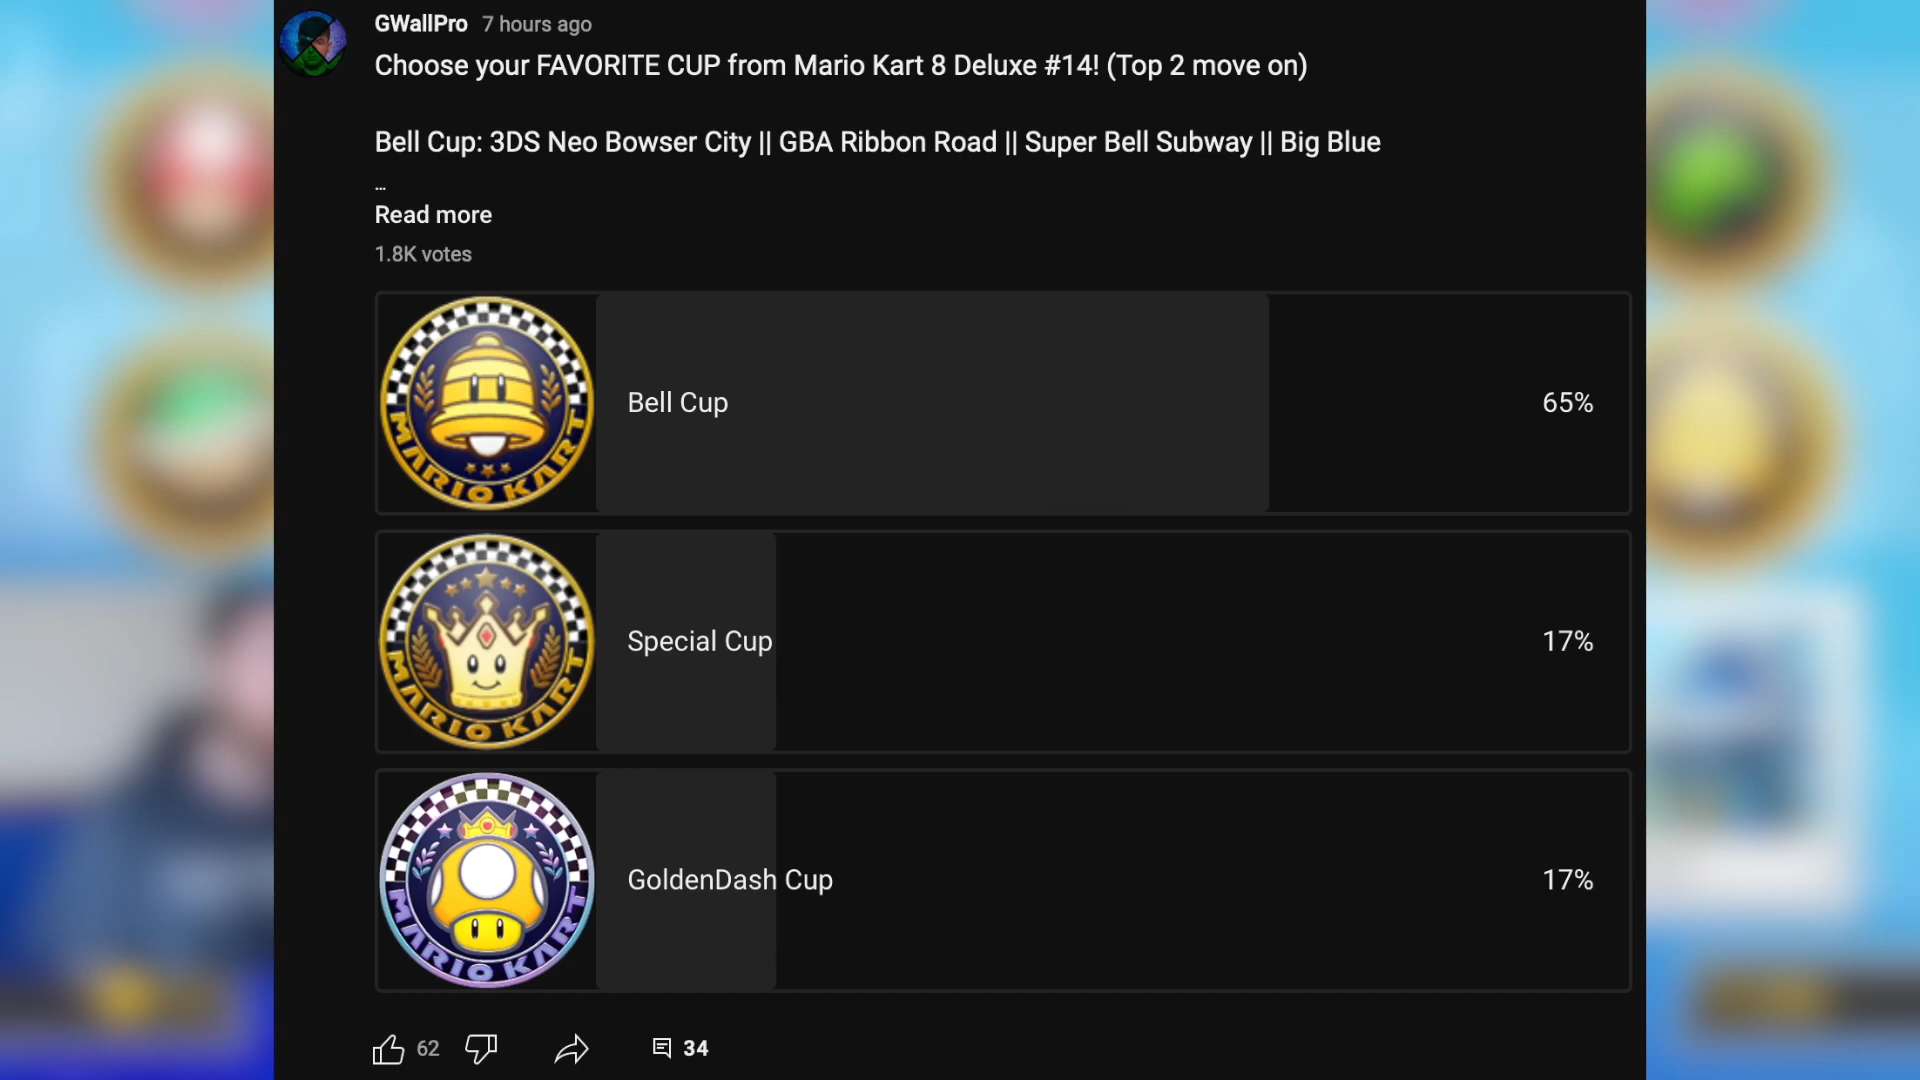 GWallPro 7 hours ago
Choose your FAVORITE CUP from Mario Kart 8 Deluxe #14! (Top 2 move on)
Bell Cup: 3DS Neo Bowser City || GBA Ribbon Road || Super Bell Subway || Big Blue
...
Read more
1.8K votes
MARIO KART
Bell Cup
65%
MARIO KART
Special Cup
17%
MARIO KART
GoldenDash Cup
17%
62
34